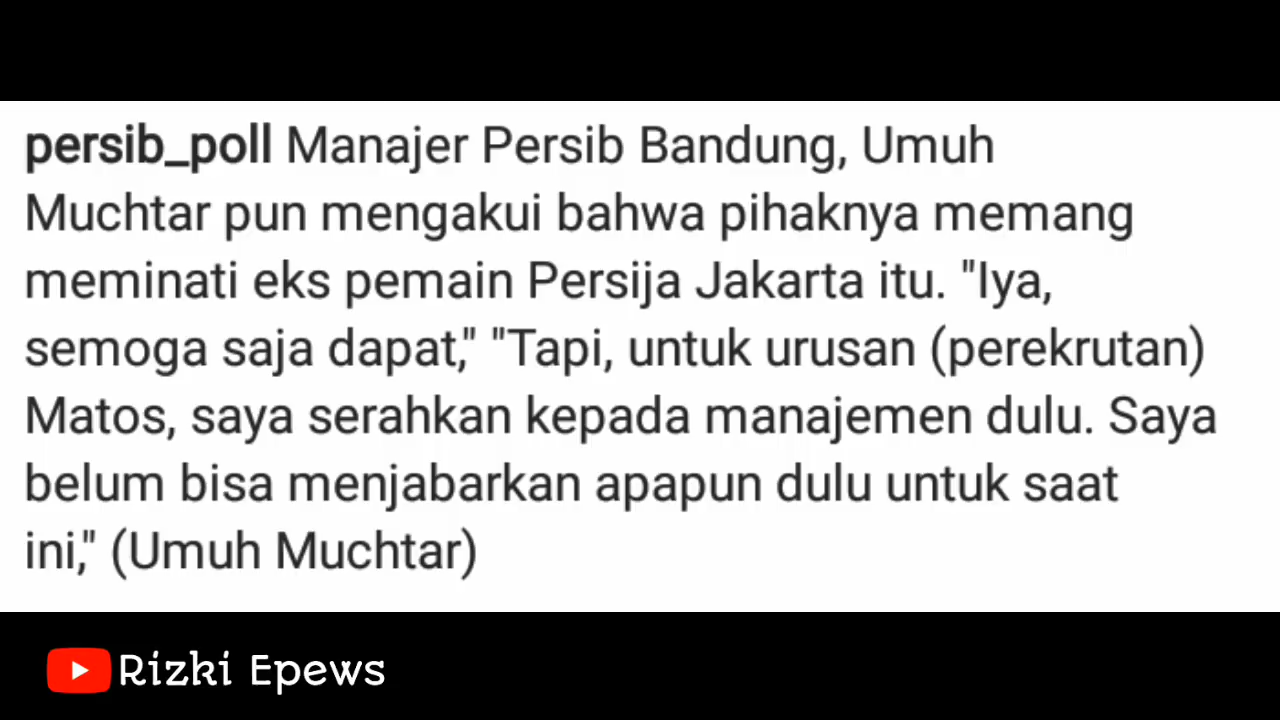 persib_poll Manajer Persib Bandung, Umuh
Muchtar pun mengakui bahwa pihaknya memang
meminati eks pemain Persija Jakarta itu. "Iya,
semoga saja dapat," "Tapi, untuk urusan (perekrutan)
Matos, saya serahkan kepada manajemen dulu. Saya
belum bisa menjabarkan apapun dulu untuk saat
ini," (Umuh Muchtar)
Rizki Epews